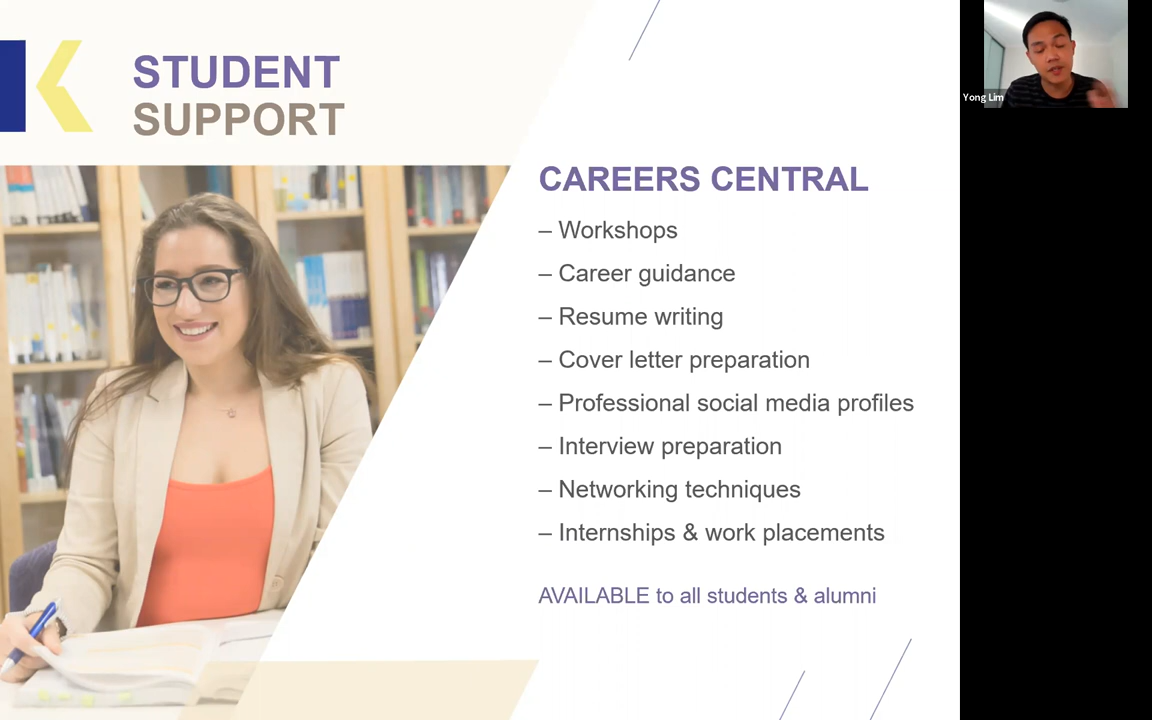 STUDENT
SUPPORT
CAREERS CENTRAL
– Workshops
– Career guidance
– Resume writing
– Cover letter preparation
– Professional social media profiles
– Interview preparation
– Networking techniques
– Internships & work placements
AVAILABLE to all students & alumni
Yong Lim